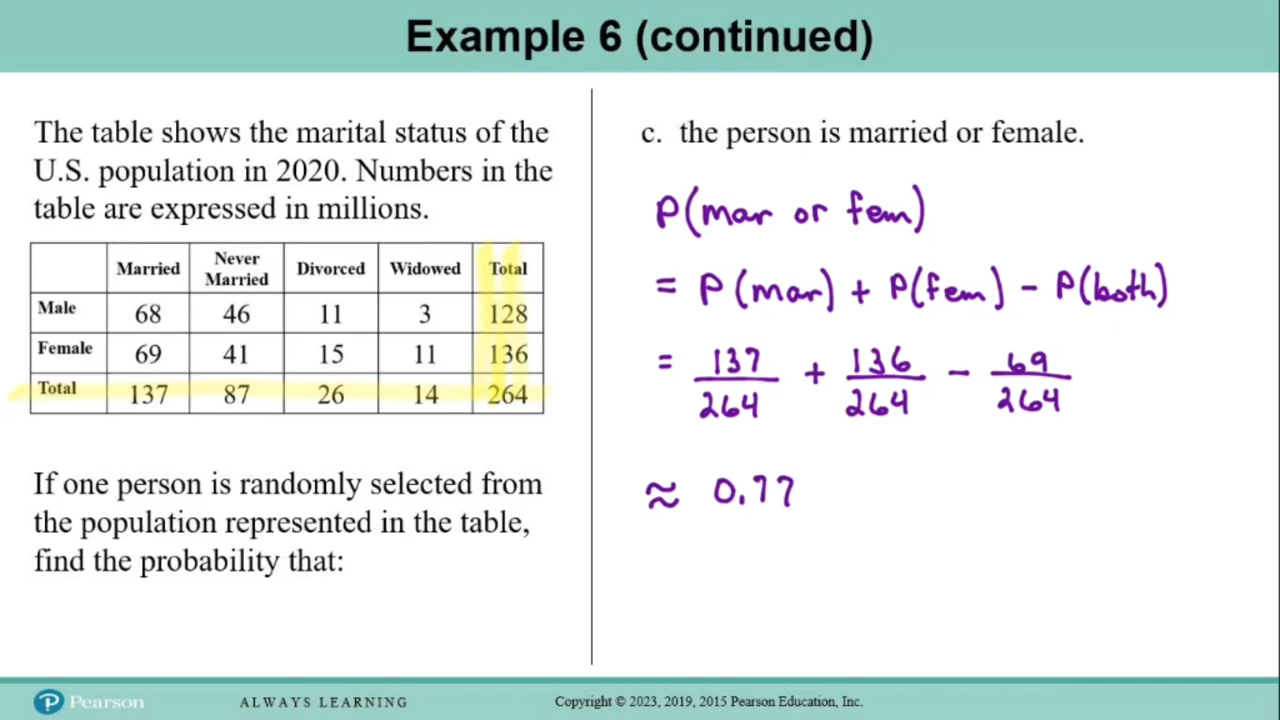 Example 6 (continued)
The table shows the marital status of the
U.S. population in 2020. Numbers in the
table are expressed in millions.
Married Never Married Divorced Widowed Total
Male 68 46 11 3 128
Female 69 41 15 11 136
Total 137 87 26 14 264
If one person is randomly selected from
the population represented in the table,
find the probability that:
c. the person is married or female.
P(mar or fem)
= P(mar) + P(fem) - P(both)
= 137/264 + 136/264 - 69/264
≈ 0.77
Pearson
ALWAYS LEARNING
Copyright © 2023, 2019, 2015 Pearson Education, Inc.